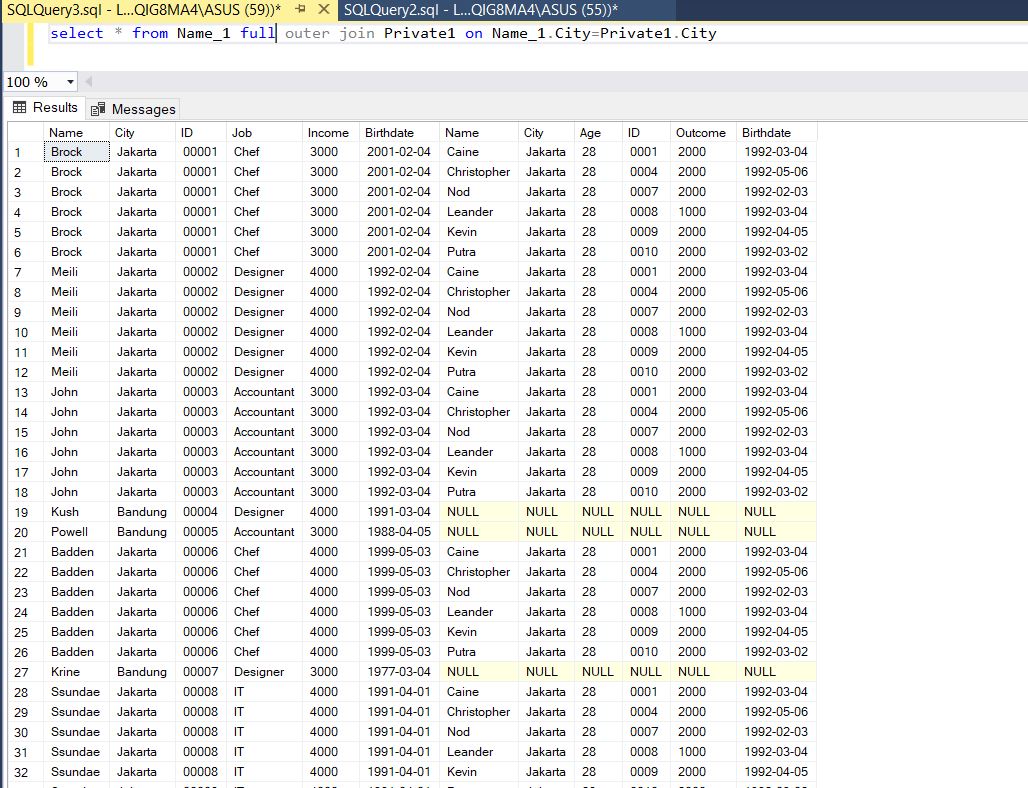 SQLQuery3.sql - L...QIG8MA4\ASUS (59))* SQLQuery2.sql - L...QIG8MA4\ASUS (55))*
select * from Name_1 full outer join Private1 on Name_1.City=Private1.City
100 %
Results Messages
Name City ID Job Income Birthdate Name City Age ID Outcome Birthdate
1 Brock Jakarta 00001 Chef 3000 2001-02-04 Caine Jakarta 28 0001 2000 1992-03-04
2 Brock Jakarta 00001 Chef 3000 2001-02-04 Christopher Jakarta 28 0004 2000 1992-05-06
3 Brock Jakarta 00001 Chef 3000 2001-02-04 Nod Jakarta 28 0007 2000 1992-02-03
4 Brock Jakarta 00001 Chef 3000 2001-02-04 Leander Jakarta 28 0008 1000 1992-03-04
5 Brock Jakarta 00001 Chef 3000 2001-02-04 Kevin Jakarta 28 0009 2000 1992-04-05
6 Brock Jakarta 00001 Chef 3000 2001-02-04 Putra Jakarta 28 0010 2000 1992-03-02
7 Meili Jakarta 00002 Designer 4000 1992-02-04 Caine Jakarta 28 0001 2000 1992-03-04
8 Meili Jakarta 00002 Designer 4000 1992-02-04 Christopher Jakarta 28 0004 2000 1992-05-06
9 Meili Jakarta 00002 Designer 4000 1992-02-04 Nod Jakarta 28 0007 2000 1992-02-03
10 Meili Jakarta 00002 Designer 4000 1992-02-04 Leander Jakarta 28 0008 1000 1992-03-04
11 Meili Jakarta 00002 Designer 4000 1992-02-04 Kevin Jakarta 28 0009 2000 1992-04-05
12 Meili Jakarta 00002 Designer 4000 1992-02-04 Putra Jakarta 28 0010 2000 1992-03-02
13 John Jakarta 00003 Accountant 3000 1992-03-04 Caine Jakarta 28 0001 2000 1992-03-04
14 John Jakarta 00003 Accountant 3000 1992-03-04 Christopher Jakarta 28 0004 2000 1992-05-06
15 John Jakarta 00003 Accountant 3000 1992-03-04 Nod Jakarta 28 0007 2000 1992-02-03
16 John Jakarta 00003 Accountant 3000 1992-03-04 Leander Jakarta 28 0008 1000 1992-03-04
17 John Jakarta 00003 Accountant 3000 1992-03-04 Kevin Jakarta 28 0009 2000 1992-04-05
18 John Jakarta 00003 Accountant 3000 1992-03-04 Putra Jakarta 28 0010 2000 1992-03-02
19 Kush Bandung 00004 Designer 4000 1991-03-04 NULL NULL NULL NULL NULL NULL
20 Powell Bandung 00005 Accountant 3000 1988-04-05 NULL NULL NULL NULL NULL NULL
21 Badden Jakarta 00006 Chef 4000 1999-05-03 Caine Jakarta 28 0001 2000 1992-03-04
22 Badden Jakarta 00006 Chef 4000 1999-05-03 Christopher Jakarta 28 0004 2000 1992-05-06
23 Badden Jakarta 00006 Chef 4000 1999-05-03 Nod Jakarta 28 0007 2000 1992-02-03
24 Badden Jakarta 00006 Chef 4000 1999-05-03 Leander Jakarta 28 0008 1000 1992-03-04
25 Badden Jakarta 00006 Chef 4000 1999-05-03 Kevin Jakarta 28 0009 2000 1992-04-05
26 Badden Jakarta 00006 Chef 4000 1999-05-03 Putra Jakarta 28 0010 2000 1992-03-02
27 Krine Bandung 00007 Designer 3000 1977-03-04 NULL NULL NULL NULL NULL NULL
28 Ssundae Jakarta 00008 IT 4000 1991-04-01 Caine Jakarta 28 0001 2000 1992-03-04
29 Ssundae Jakarta 00008 IT 4000 1991-04-01 Christopher Jakarta 28 0004 2000 1992-05-06
30 Ssundae Jakarta 00008 IT 4000 1991-04-01 Nod Jakarta 28 0007 2000 1992-02-03
31 Ssundae Jakarta 00008 IT 4000 1991-04-01 Leander Jakarta 28 0008 1000 1992-03-04
32 Ssundae Jakarta 00008 IT 4000 1991-04-01 Kevin Jakarta 28 0009 2000 1992-04-05